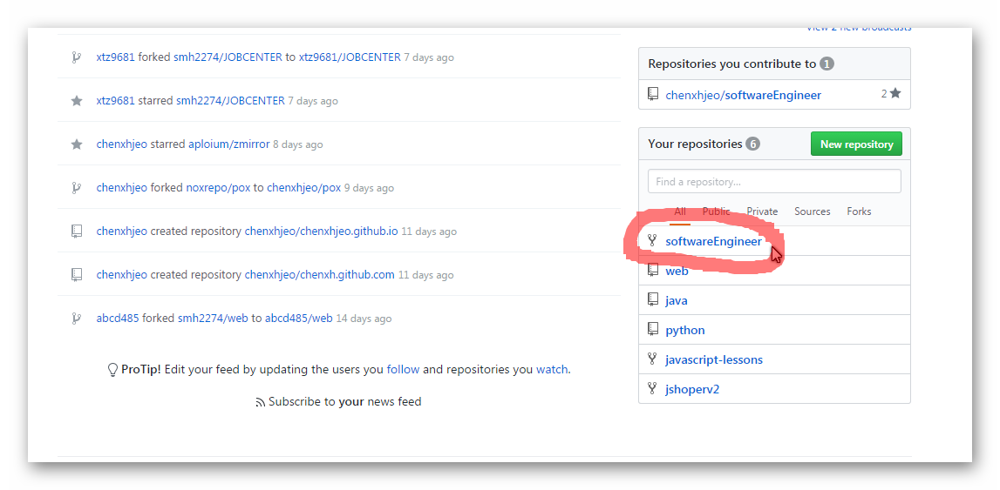 View 2 new broadcasts
xtz9681 forked smh2274/JOBCENTER to xtz9681/JOBCENTER 7 days ago
xtz9681 starred smh2274/JOBCENTER 7 days ago
chenxhjeo starred aploium/zmirror 8 days ago
chenxhjeo forked noxrepo/pox to chenxhjeo/pox 9 days ago
chenxhjeo created repository chenxhjeo/chenxhjeo.github.io 11 days ago
chenxhjeo created repository chenxhjeo/chenxh.github.com 11 days ago
abcd485 forked smh2274/web to abcd485/web 14 days ago
ProTip! Edit your feed by updating the users you follow and repositories you watch.
Subscribe to your news feed
Repositories you contribute to 1
chenxhjeo/softwareEngineer 2
Your repositories 6 New repository
Find a repository...
All Public Private Sources Forks
softwareEngineer
web
java
python
javascript-lessons
jshoperv2